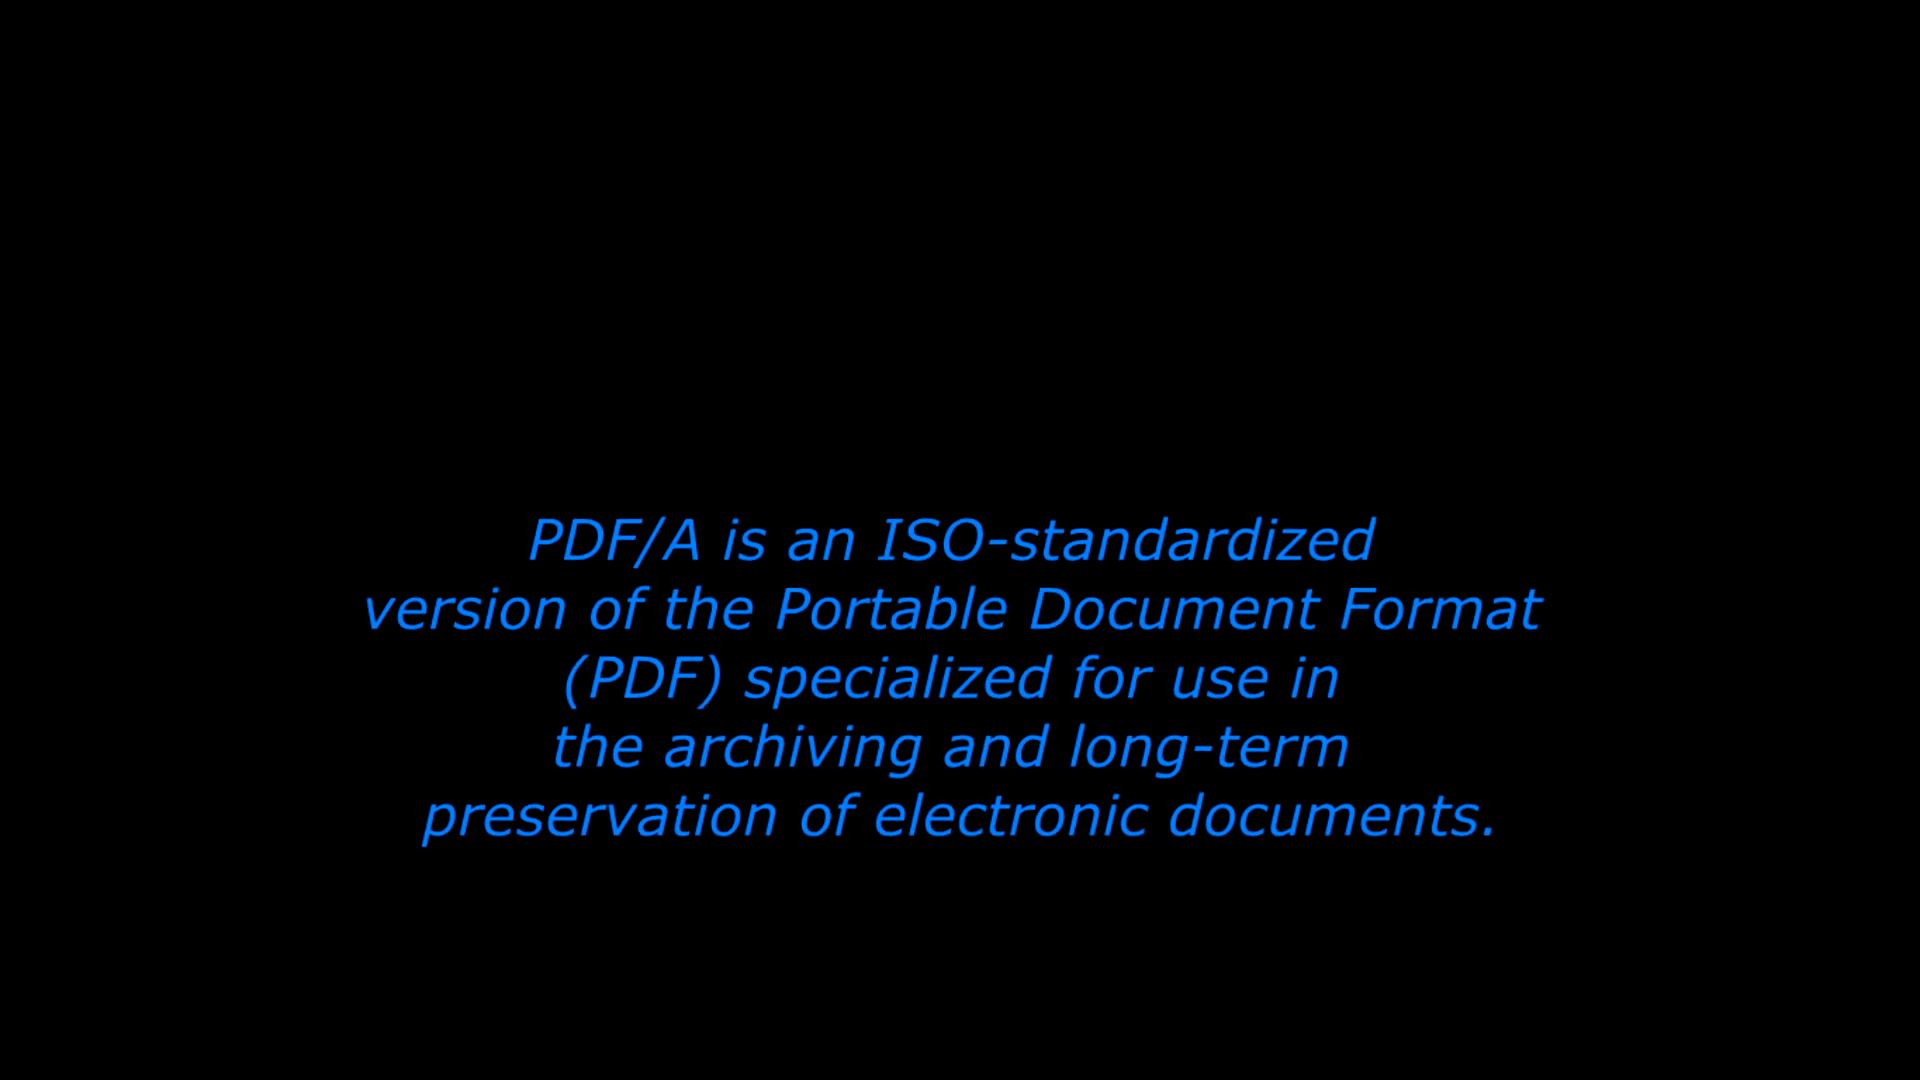 PDF/A is an ISO-standardized
version of the Portable Document Format
(PDF) specialized for use in
the archiving and long-term
preservation of electronic documents.